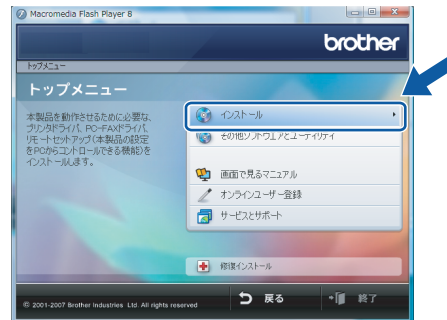 Macromedia Flash Player 8
brother
トップメニュー
トップメニュー
本製品を動作させるために必要な、
プリンタドライバ、PC-FAXドライバ、
リモートセットアップ（本製品の設定
をPCからコントロールできる機能）を
インストールします。
インストール
その他ソフトウェアとユーティリティ
画面で見るマニュアル
オンラインユーザー登録
サービスとサポート
修復インストール
© 2001-2007 Brother Industries Ltd. All rights reserved
戻る
終了